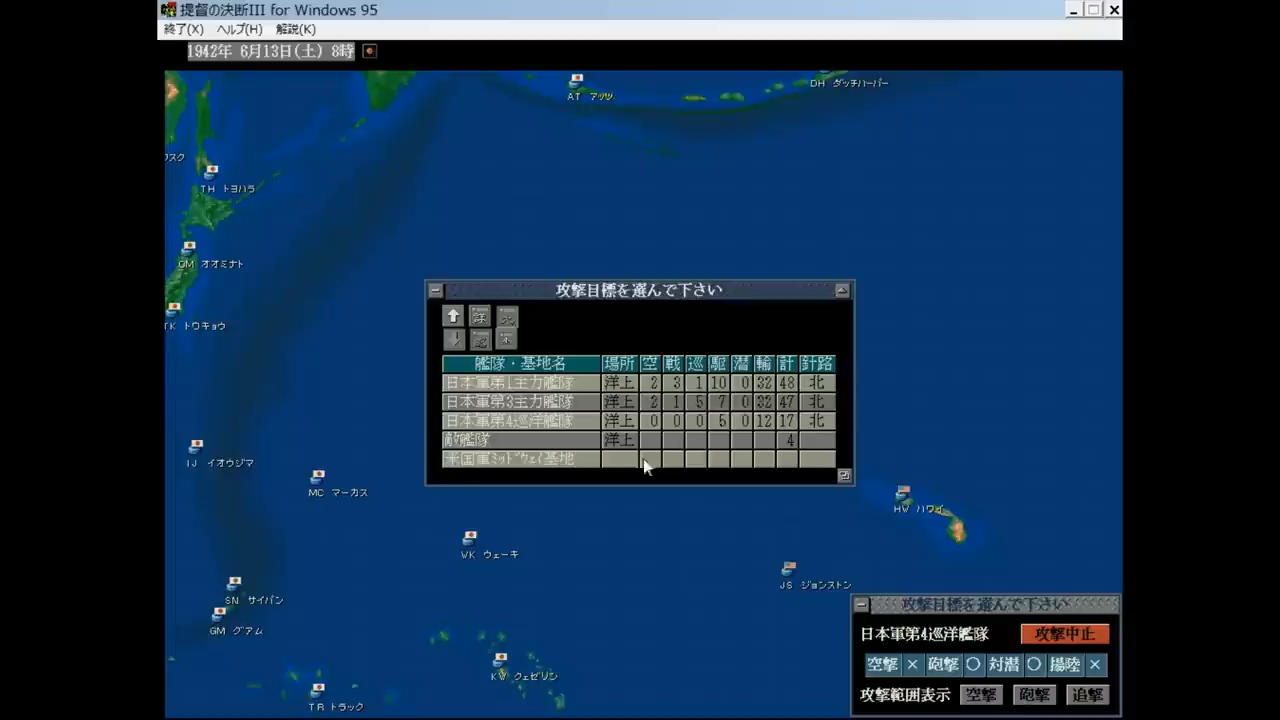 提督の決断III for Windows 95
終了(X) ヘルプ(H) 解説(K)
1942年 6月13日(土) 8時
AT アッツ
DH ダッチハーバー
TH トヨハラ
OM オオミナト
TK トウキョウ
攻撃目標を選んで下さい
艦隊・基地名 場所 空 戦 巡 駆 潜 輸 計 針路
日本軍第1主力艦隊 洋上 2 3 1 10 0 32 48 北
日本軍第3主力艦隊 洋上 2 1 5 7 0 32 47 北
日本軍第4巡洋艦隊 洋上 0 0 0 5 0 12 17 北
敵艦隊 洋上 4
米国軍ミッドウェイ基地
IJ イオウジマ
MC マーカス
HW ハワイ
WK ウェーキ
JS ジョンストン
SN サイパン
GM グアム
KW クェゼリン
TR トラック
攻撃目標を選んで下さい
日本軍第4巡洋艦隊 攻撃中止
空撃 × 砲撃 ○ 対潜 ○ 揚陸 ×
攻撃範囲表示 空撃 砲撃 追撃